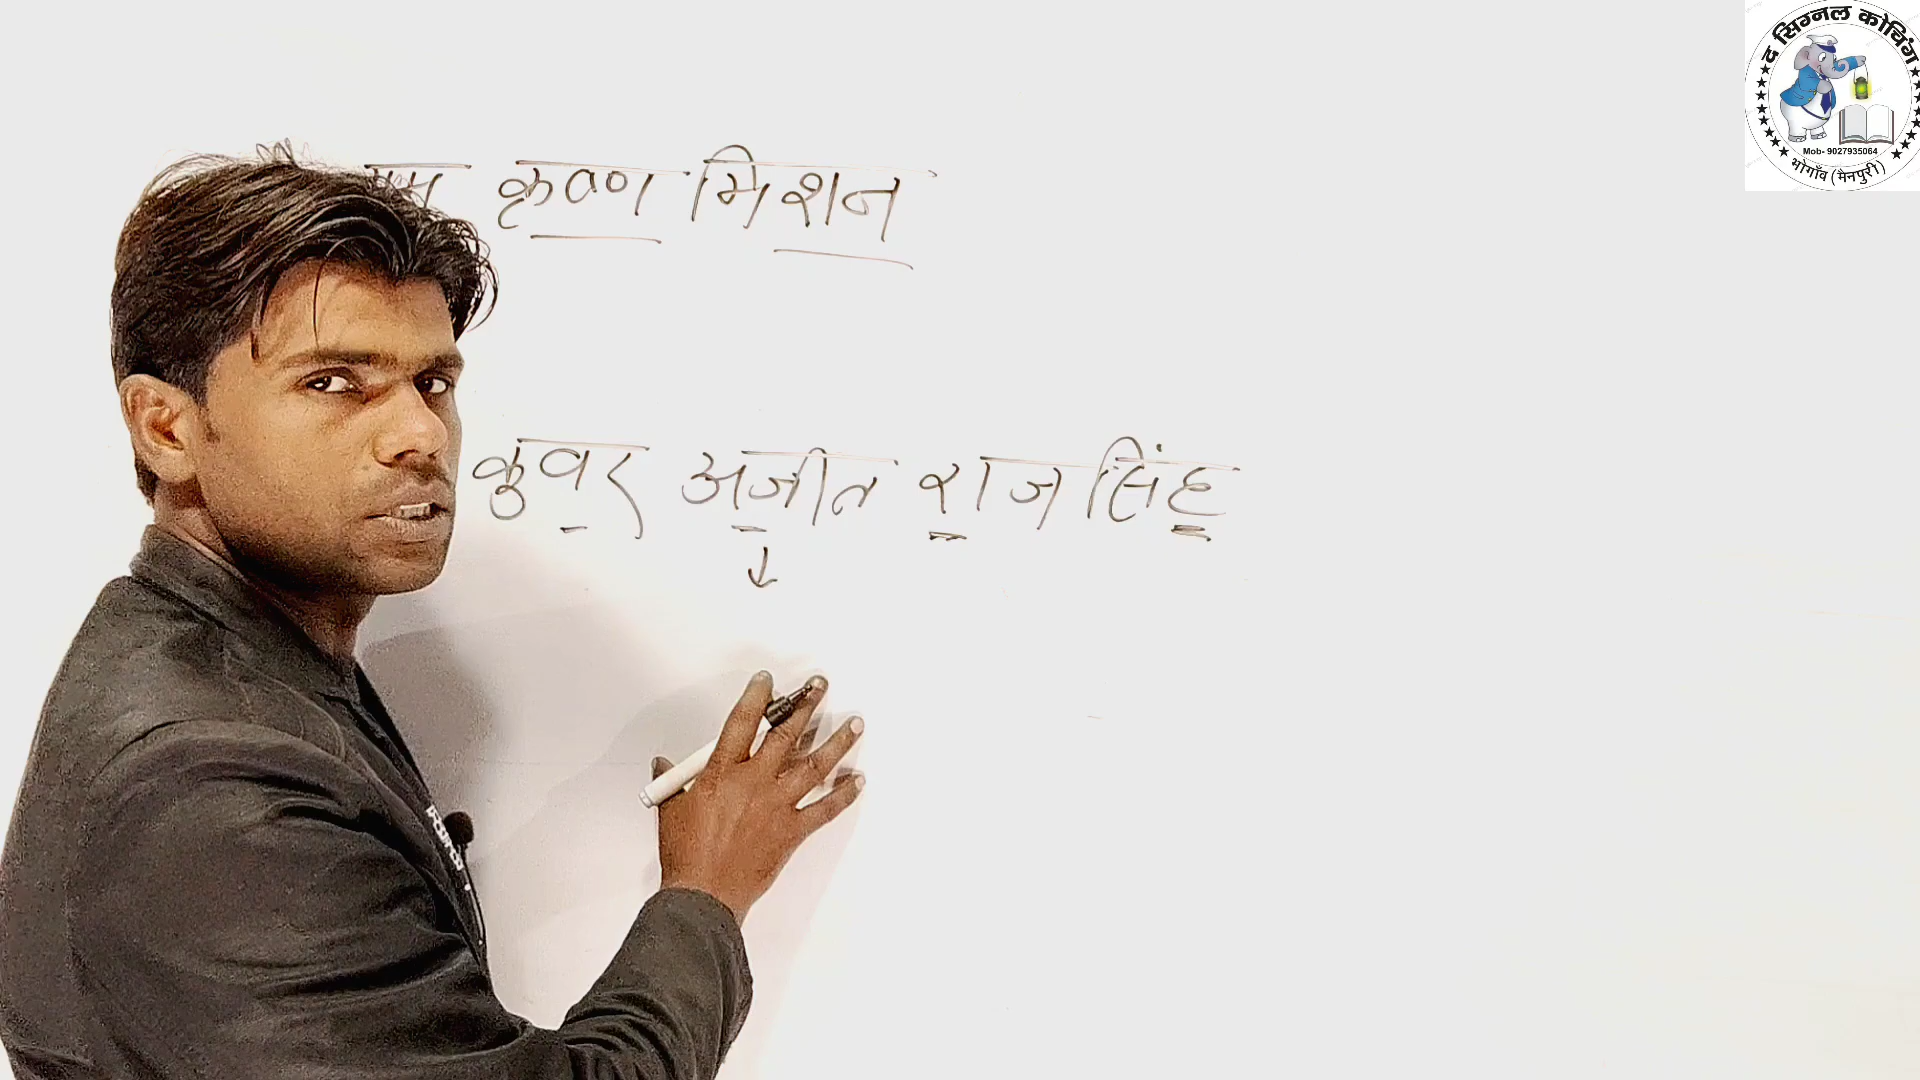 द सिग्नल कोचिंग
Mob- 9027935064
भोगाँव (मैनपुरी)
कृष्ण मिशन
कुवर अजीत राज सिंह